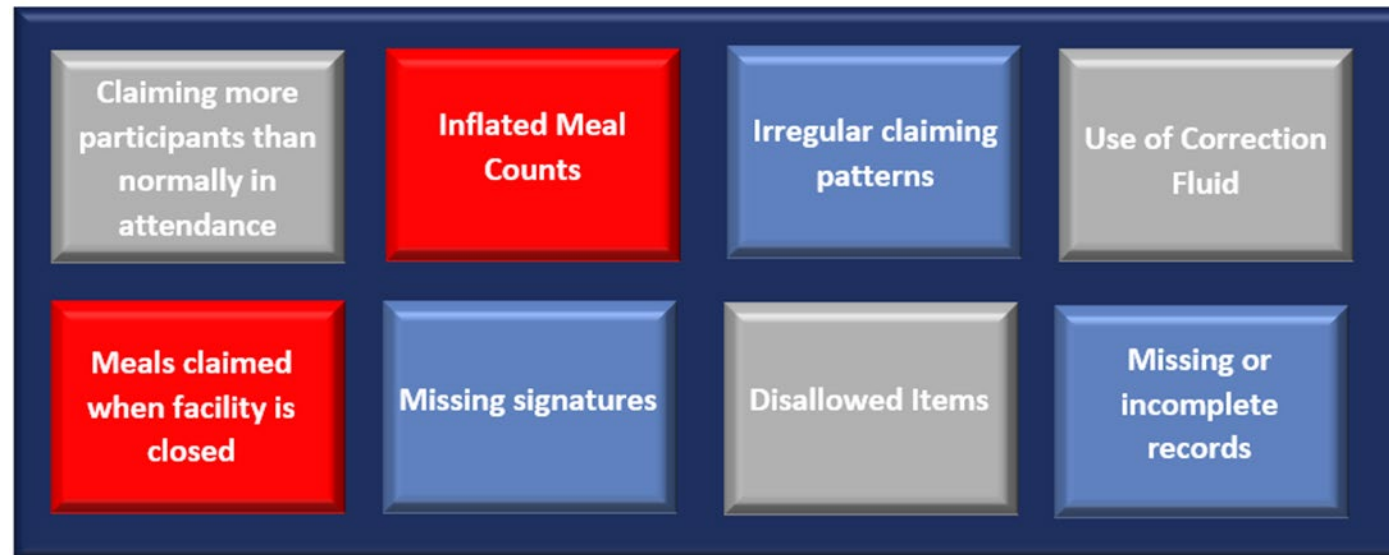 Claiming more
participants than
normally in
attendance
Inflated Meal
Counts
Irregular claiming
patterns
Use of Correction
Fluid
Meals claimed
when facility is
closed
Missing signatures
Disallowed Items
Missing or
incomplete
records